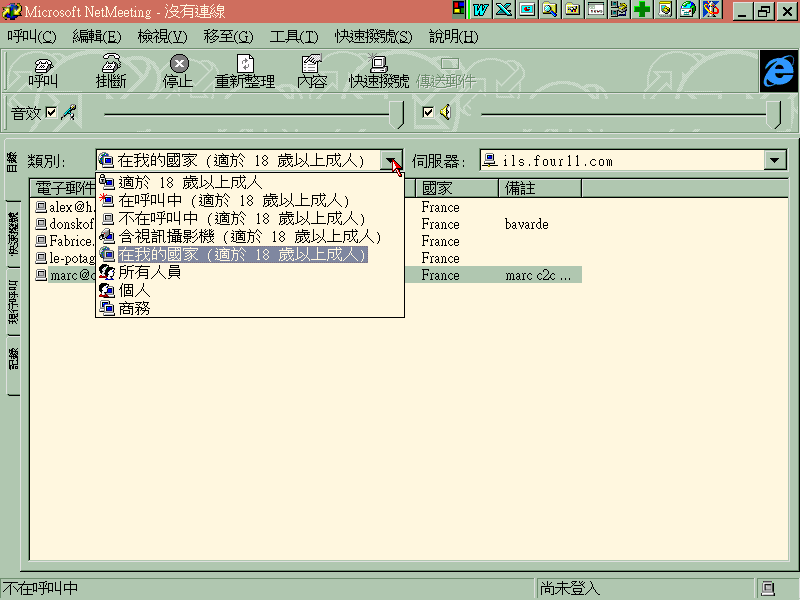 Microsoft NetMeeting - 沒有連線
呼叫(C) 編輯(E) 檢視(V) 移至(G) 工具(T) 快速撥號(S) 說明(H)
呼叫 掛斷 停止 重新整理 內容 快速撥號 傳送郵件
音效
目錄
快速撥號
現行呼叫
記錄
類別: 在我的國家 (適於 18 歲以上成人) 伺服器: ils.four11.com
電子郵件 國家 備註
適於 18 歲以上成人
在呼叫中 (適於 18 歲以上成人)
不在呼叫中 (適於 18 歲以上成人)
含視訊攝影機 (適於 18 歲以上成人)
在我的國家 (適於 18 歲以上成人)
所有人員
個人
商務
alex@h. France
donskof France bavarde
Fabrice. France
le-potag France
marc@c France marc c2c ...
不在呼叫中 尚未登入